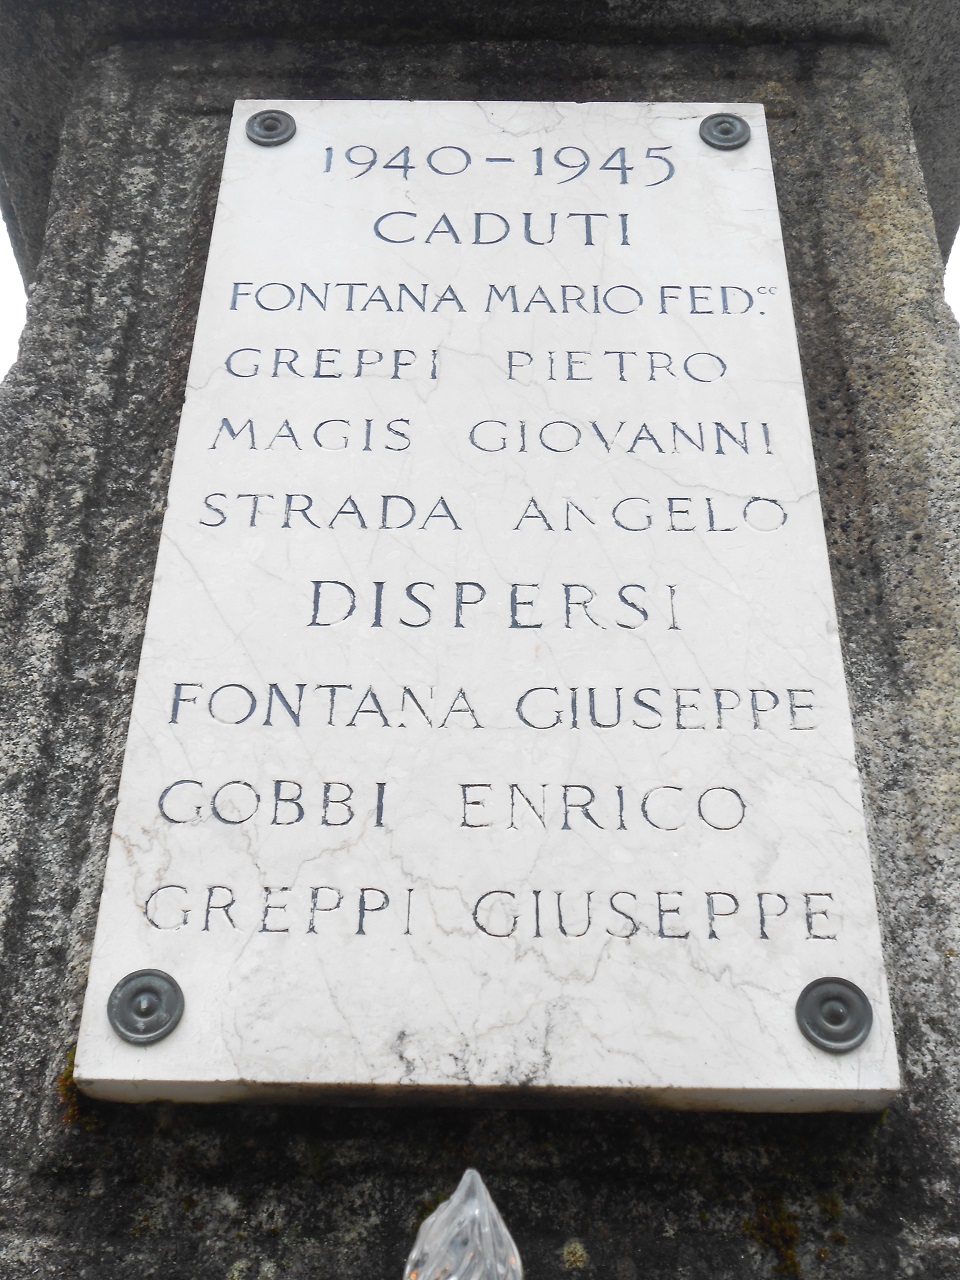 1940-1945
CADUTI
FONTANA MARIO FED.cc
GREPPI PIETRO
MAGIS GIOVANNI
STRADA ANGELO
DISPERSI
FONTANA GIUSEPPE
GOBBI ENRICO
GREPPI GIUSEPPE